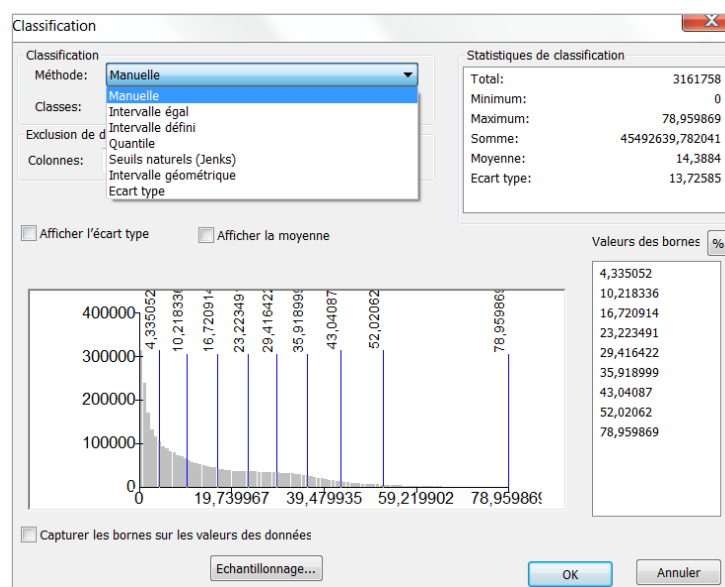 Classification
Classification
Méthode:
Manuelle
Manuelle
Intervalle égal
Intervalle défini
Quantile
Seuils naturels (Jenks)
Intervalle géométrique
Ecart type
Classes:
Exclusion de d
Colonnes:
Statistiques de classification
Total: 3161758
Minimum: 0
Maximum: 78,959869
Somme: 45492639,782041
Moyenne: 14,3884
Ecart type: 13,72585
Afficher l'écart type
Afficher la moyenne
Valeurs des bornes
%
4,335052
10,218336
16,720914
23,223491
29,416422
35,918999
43,04087
52,02062
78,959869
4,335052
10,218336
16,720914
23,223491
29,416422
35,918999
43,04087
52,02062
78,959869
400000
300000
200000
100000
0
0 19,739967 39,479935 59,219902 78,959869
Capturer les bornes sur les valeurs des données
Echantillonnage...
OK
Annuler